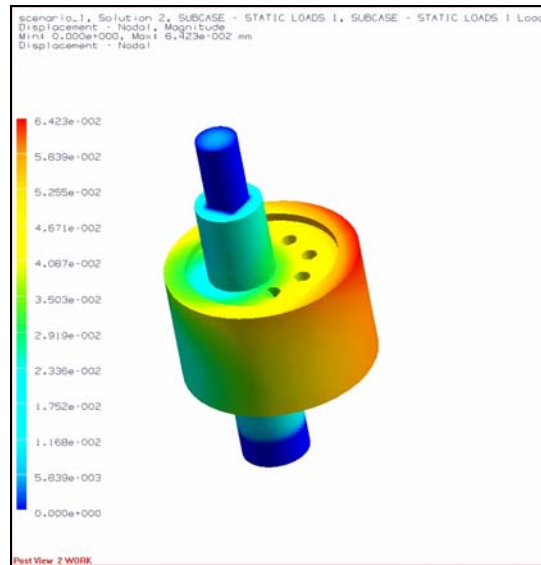 scenario_1, Solution 2, SUBCASE - STATIC LOADS 1, SUBCASE - STATIC LOADS 1 Load
Displacement - Nodal, Magnitude
Min: 0.000e+000, Max: 6.423e-002 mm
Displacement - Nodal
6.423e-002
5.839e-002
5.255e-002
4.671e-002
4.087e-002
3.503e-002
2.919e-002
2.336e-002
1.752e-002
1.168e-002
5.839e-003
0.000e+000
Post View 2 WORK